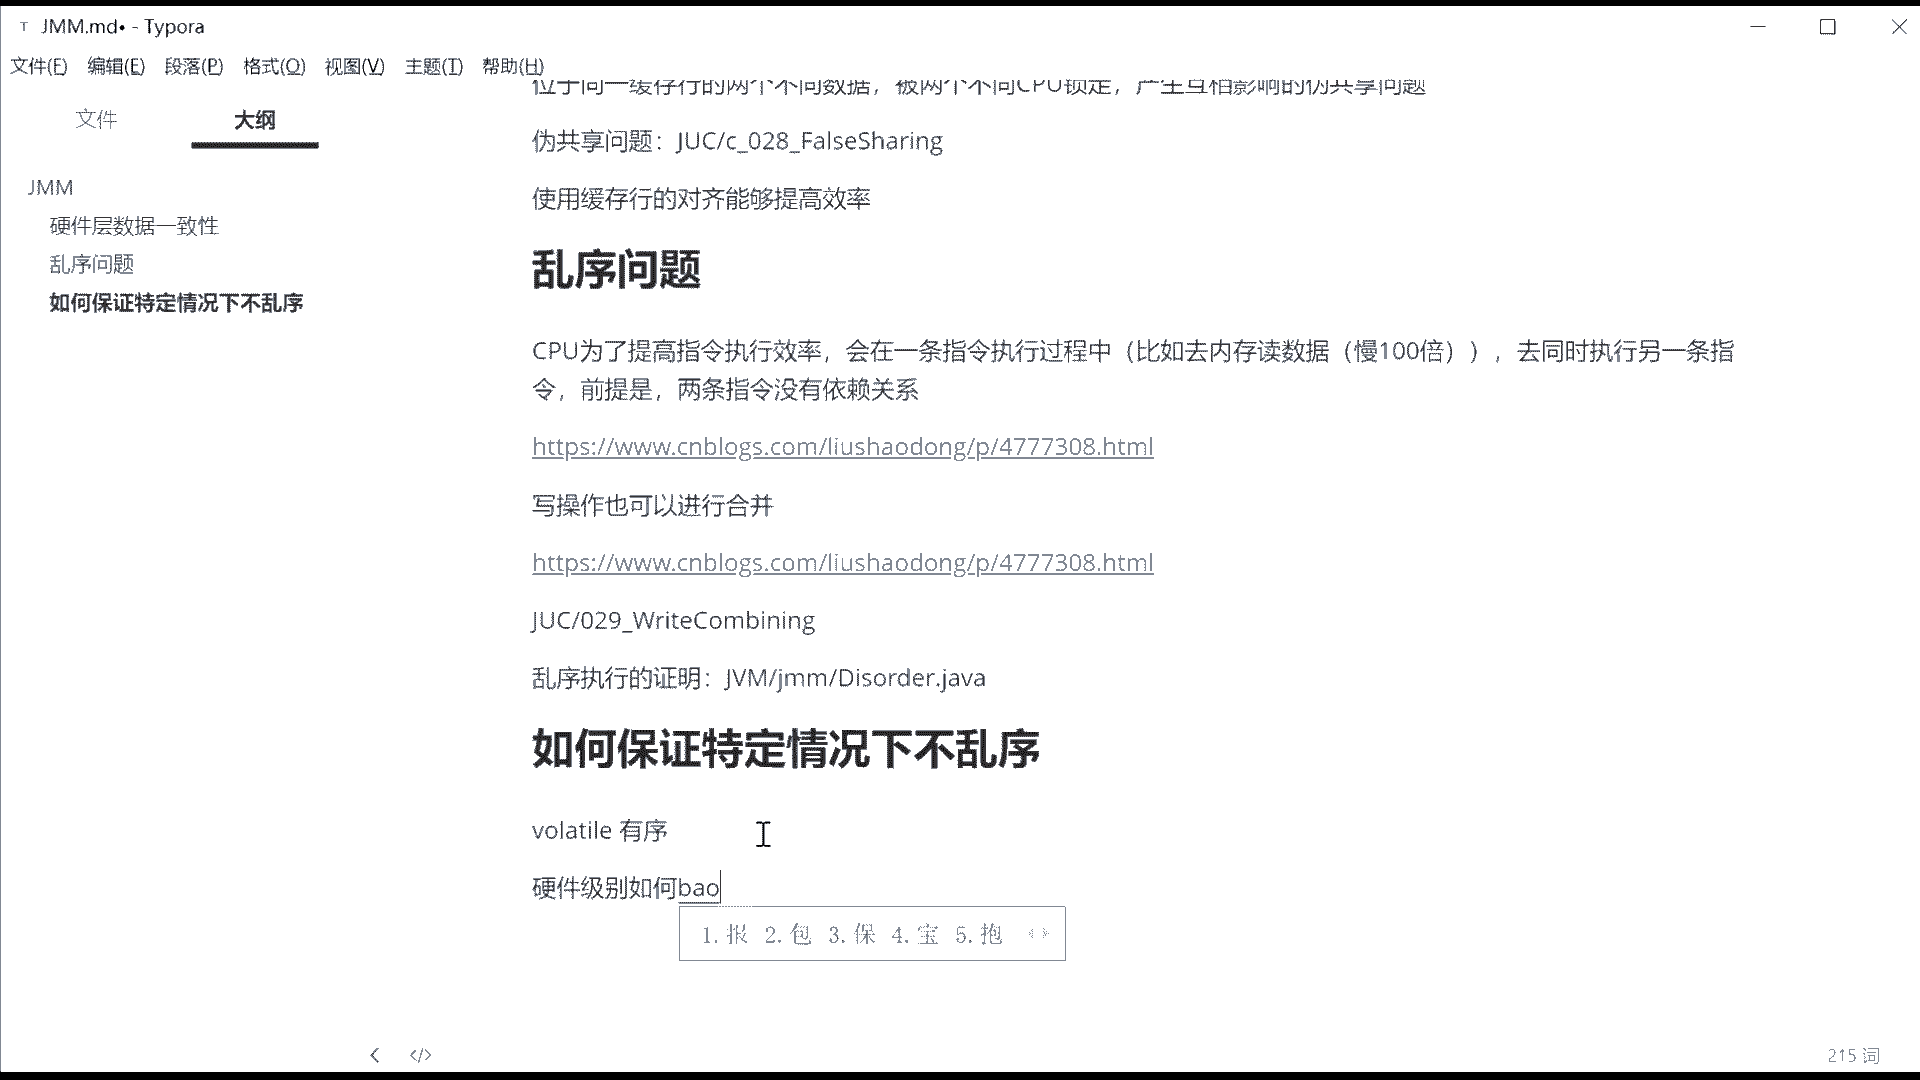 JMM.md• - Typora
文件(F) 编辑(E) 段落(P) 格式(O) 视图(V) 主题(T) 帮助(H)
文件 大纲
JMM
硬件层数据一致性
乱序问题
如何保证特定情况下不乱序
位于同一缓存行的两个不同数据，被两个不同CPU锁定，产生互相影响的伪共享问题
伪共享问题：JUC/c_028_FalseSharing
使用缓存行的对齐能够提高效率
乱序问题
CPU为了提高指令执行效率，会在一条指令执行过程中（比如去内存读数据（慢100倍）），去同时执行另一条指
令，前提是，两条指令没有依赖关系
https://www.cnblogs.com/liushaodong/p/4777308.html
写操作也可以进行合并
https://www.cnblogs.com/liushaodong/p/4777308.html
JUC/029_WriteCombining
乱序执行的证明：JVM/jmm/Disorder.java
如何保证特定情况下不乱序
volatile 有序
硬件级别如何bao
1.报 2.包 3.保 4.宝 5.抱
</> 215 词